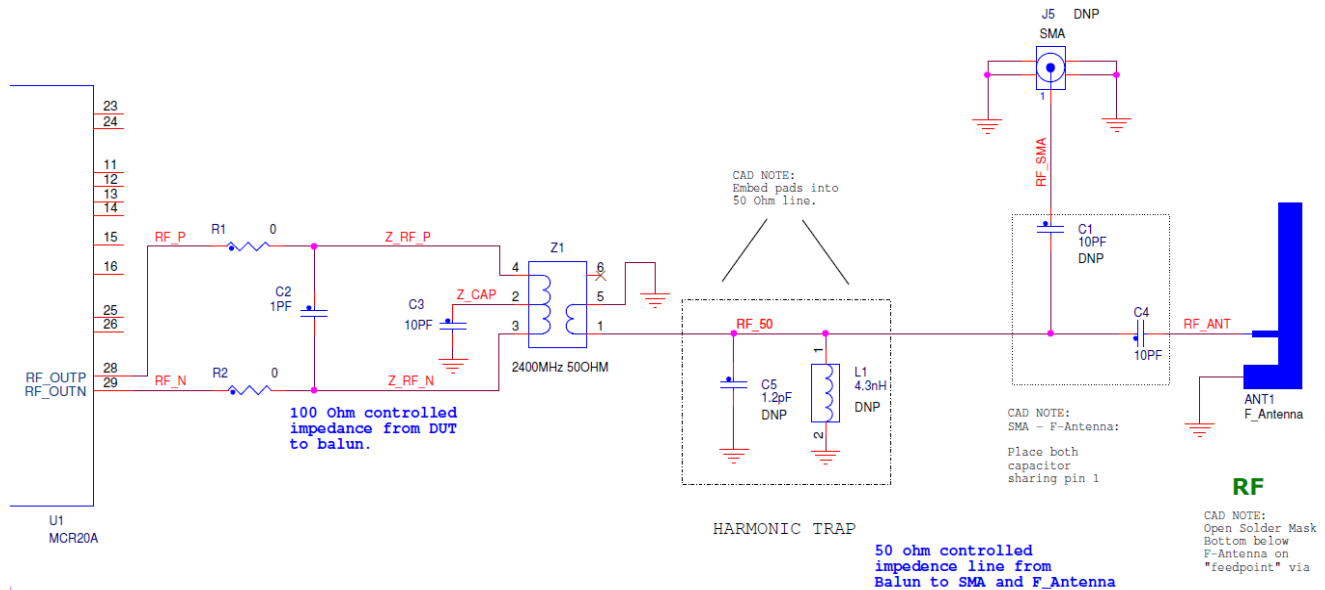 J5 DNP
SMA
1
RF_SMA
23
24
11
12
13
14
15
16
25
26
28
29
RF_OUTP
RF_OUTN
U1
MCR20A
RF_P
R1 0
Z_RF_P
C2
1PF
RF_N
R2 0
Z_RF_N
100 Ohm controlled
impedance from DUT
to balun.
C3
10PF
Z_CAP
Z1
4
2
3
6
5
1
2400MHz 50OHM
CAD NOTE:
Embed pads into
50 Ohm line.
RF_50
C5
1.2pF
DNP
1
L1
4.3nH
DNP
2
HARMONIC TRAP
C1
10PF
DNP
C4
10PF
RF_ANT
ANT1
F_Antenna
CAD NOTE:
SMA - F-Antenna:
Place both
capacitor
sharing pin 1
RF
CAD NOTE:
Open Solder Mask
Bottom below
F-Antenna on
"feedpoint" via
50 ohm controlled
impedence line from
Balun to SMA and F_Antenna